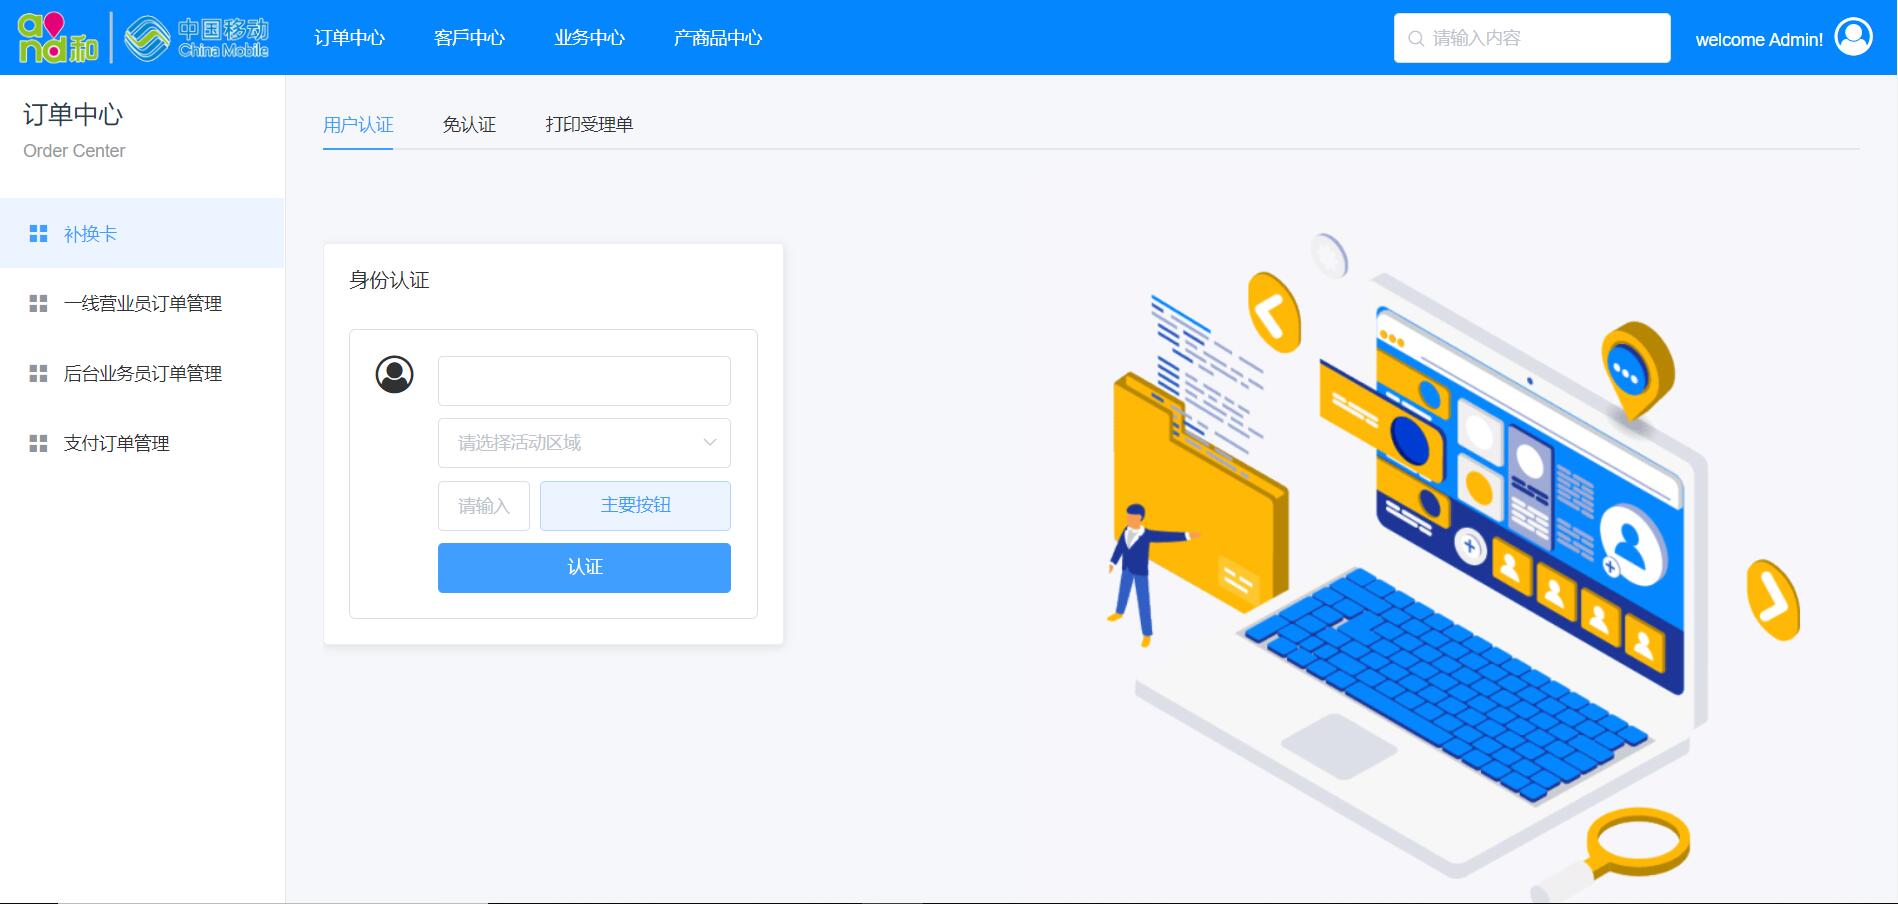 and和
中国移动
China Mobile
订单中心
客戶中心
业务中心
产商品中心
请输入内容
welcome Admin!
订单中心
Order Center
补换卡
一线营业员订单管理
后台业务员订单管理
支付订单管理
用户认证
免认证
打印受理单
身份认证
请选择活动区域
请输入
主要按钮
认证